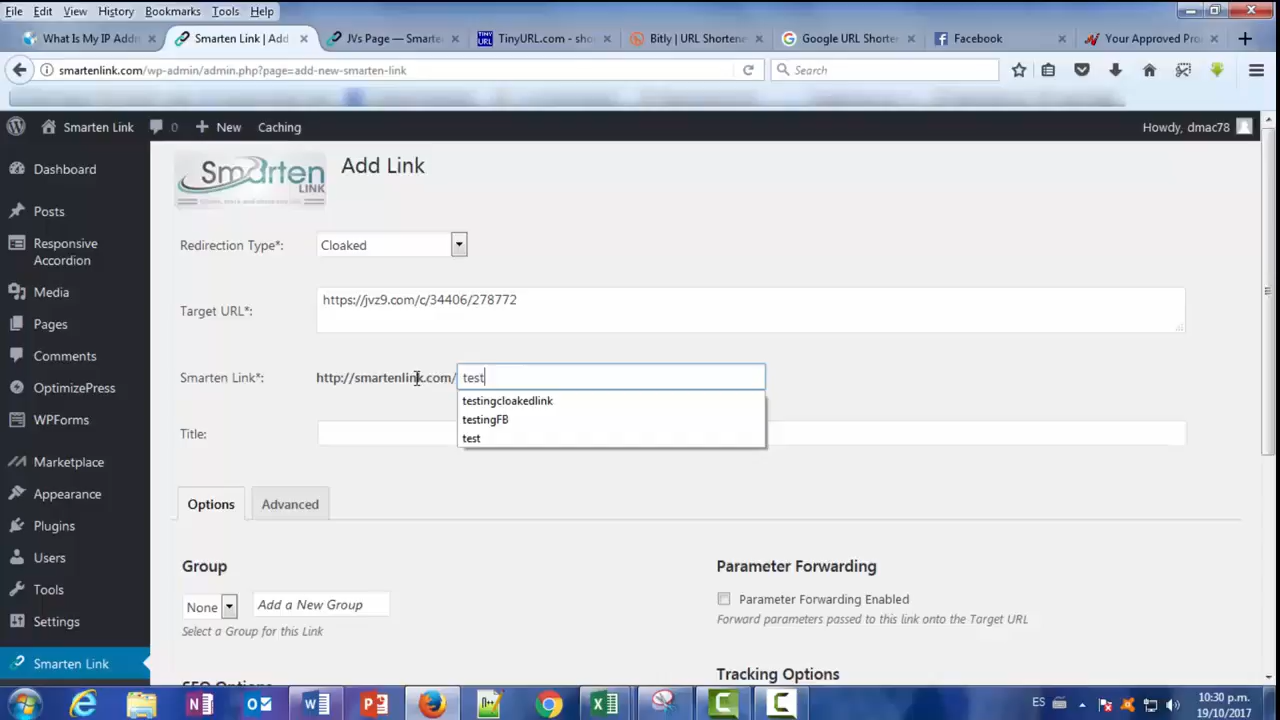 File Edit View History Bookmarks Tools Help
What Is My IP Addr
Smarten Link | Add
JVs Page — Smarte
TinyURL.com - sho
Bitly | URL Shortene
Google URL Shorter
Facebook
Your Approved Pro
smartenlink.com/wp-admin/admin.php?page=add-new-smarten-link
Search
Smarten Link 0 New Caching
Howdy, dmac78
Dashboard
Posts
Responsive
Accordion
Media
Pages
Comments
OptimizePress
WPForms
Marketplace
Appearance
Plugins
Users
Tools
Settings
Smarten Link
Smarten
LINK
Add Link
Redirection Type*: Cloaked
Target URL*: https://jvz9.com/c/34406/278772
Smarten Link*: http://smartenlink.com/ test
testingcloakedlink
testingFB
test
Title:
Options Advanced
Group
None Add a New Group
Select a Group for this Link
SEO Options
Parameter Forwarding
Parameter Forwarding Enabled
Forward parameters passed to this link onto the Target URL
Tracking Options
ES
10:30 p.m.
19/10/2017